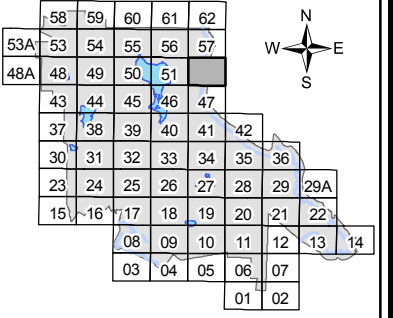 58 59 60 61 62
N
53A 53 54 55 56 57
W E
48A 48 49 50 51
S
43 44 45 46 47
37 38 39 40 41 42
30 31 32 33 34 35 36
23 24 25 26 27 28 29 29A
15 16 17 18 19 20 21 22
08 09 10 11 12 13 14
03 04 05 06 07
01 02